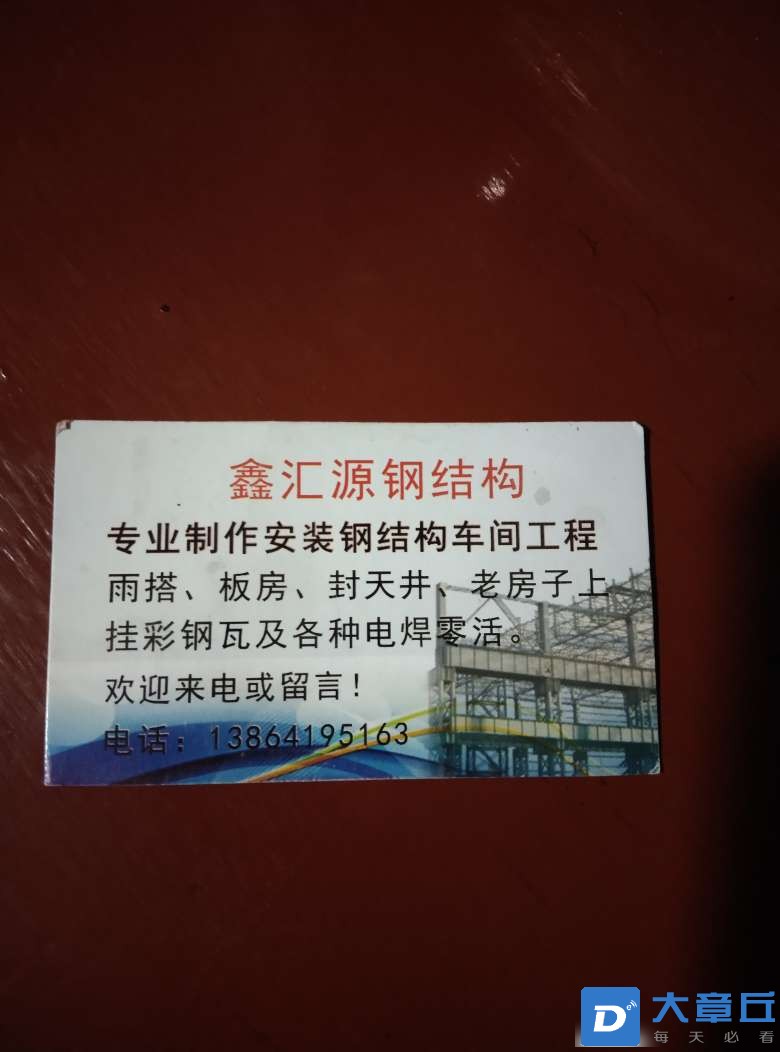 鑫汇源钢结构
专业制作安装钢结构车间工程
雨搭、板房、封天井、老房子上
挂彩钢瓦及各种电焊零活。
欢迎来电或留言！
电话：13864195163
D 大章丘
每天必看